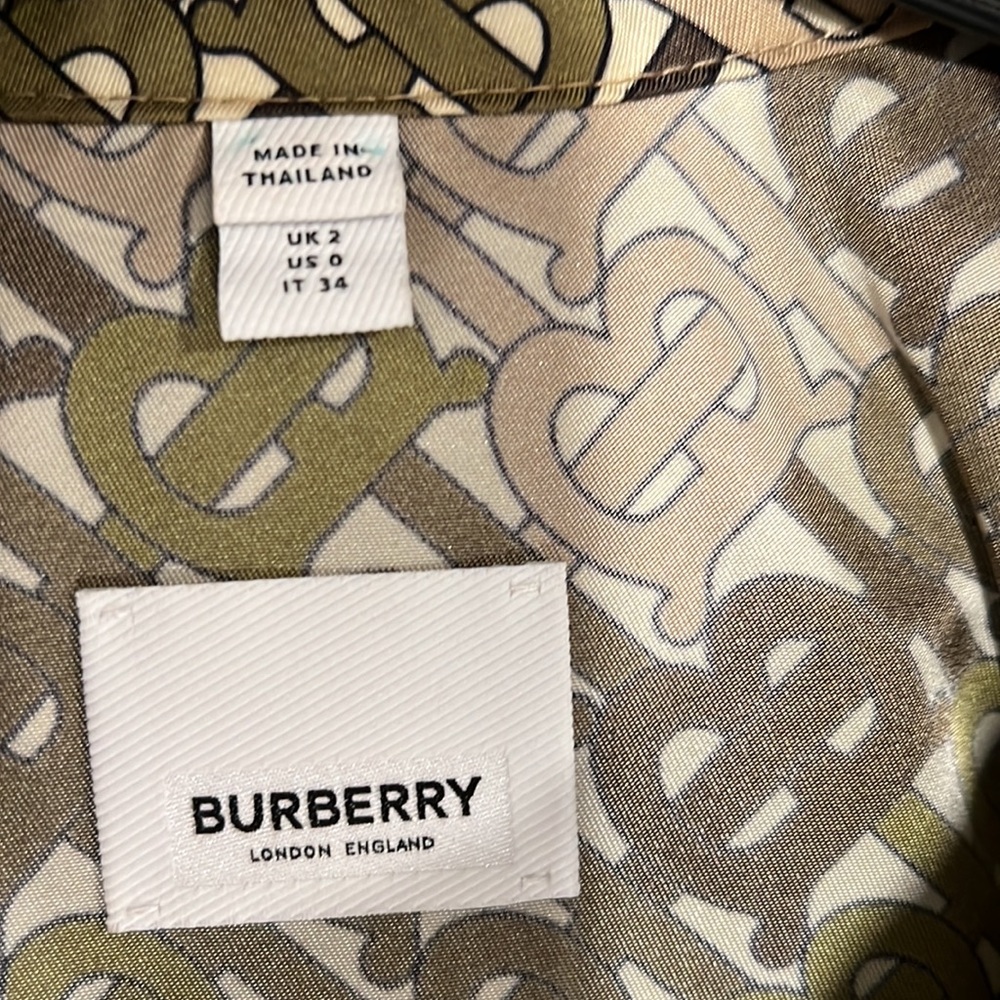 MADE IN
THAILAND
UK 2
US 0
IT 34
BURBERRY
LONDON ENGLAND